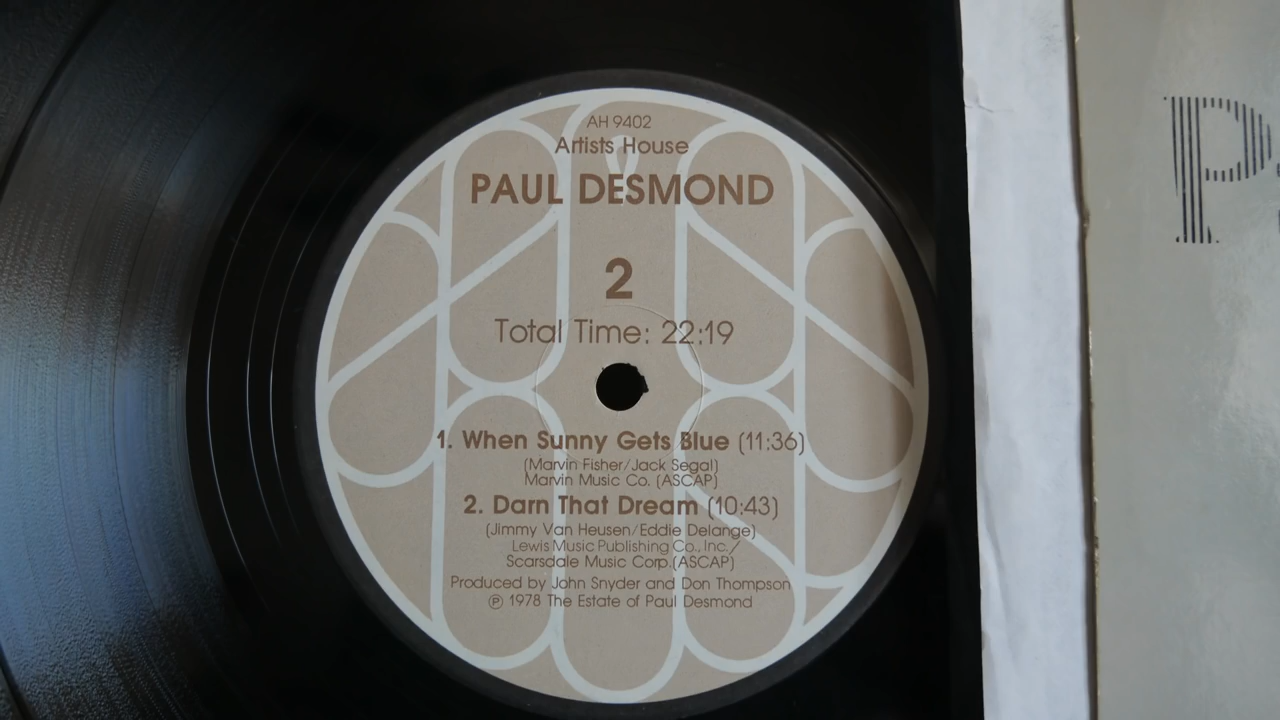 AH 9402
Artists House
PAUL DESMOND
2
Total Time: 22:19
1. When Sunny Gets Blue (11:36)
(Marvin Fisher/Jack Segal)
Marvin Music Co. (ASCAP)
2. Darn That Dream (10:43)
(Jimmy Van Heusen/Eddie Delange)
Lewis Music Publishing Co., Inc./
Scarsdale Music Corp. (ASCAP)
Produced by John Snyder and Don Thompson
℗ 1978 The Estate of Paul Desmond